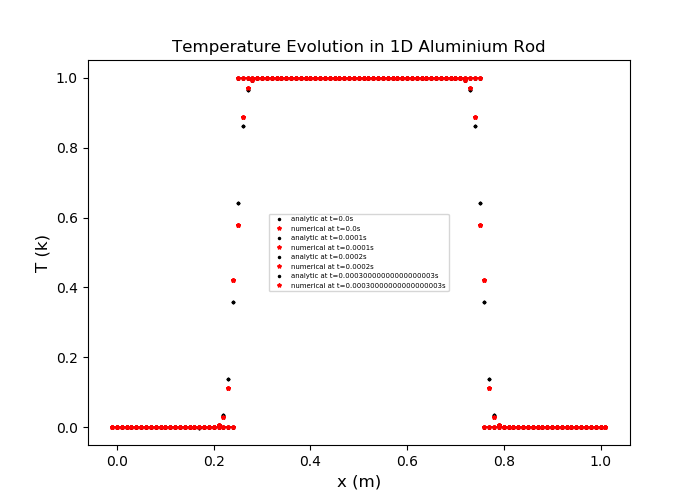 Temperature Evolution in 1D Aluminium Rod
1.0
0.8
0.6
0.4
0.2
0.0
T (k)
analytic at t=0.0s
numerical at t=0.0s
analytic at t=0.0001s
numerical at t=0.0001s
analytic at t=0.0002s
numerical at t=0.0002s
analytic at t=0.00030000000000000003s
numerical at t=0.00030000000000000003s
0.0 0.2 0.4 0.6 0.8 1.0
x (m)